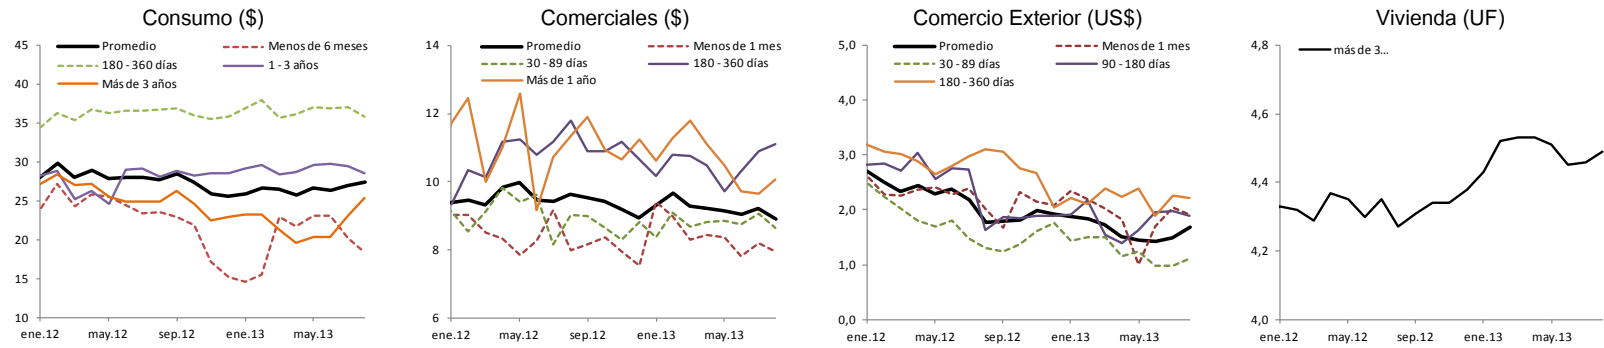 Consumo ($)
45
40
35
30
25
20
15
10
Promedio
Menos de 6 meses
180 - 360 días
1 - 3 años
Más de 3 años
ene.12
may.12
sep.12
ene.13
may.13
Comerciales ($)
14
12
10
8
6
Promedio
Menos de 1 mes
30 - 89 días
180 - 360 días
Más de 1 año
ene.12
may.12
sep.12
ene.13
may.13
Comercio Exterior (US$)
5,0
4,0
3,0
2,0
1,0
0,0
Promedio
Menos de 1 mes
30 - 89 días
90 - 180 días
180 - 360 días
ene.12
may.12
sep.12
ene.13
may.13
Vivienda (UF)
4,8
4,6
4,4
4,2
4,0
más de 3...
ene.12
may.12
sep.12
ene.13
may.13